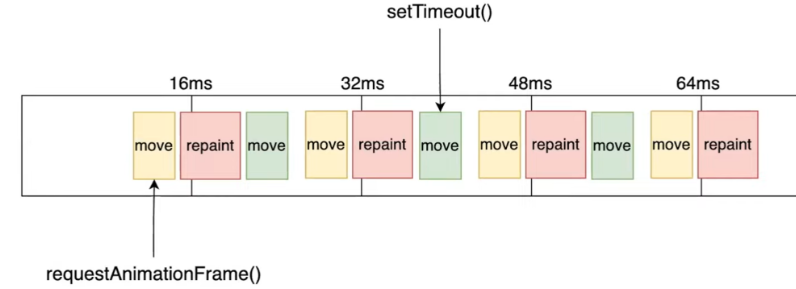 setTimeout()
16ms 32ms 48ms 64ms
move repaint move move repaint move move repaint move move repaint
requestAnimationFrame()